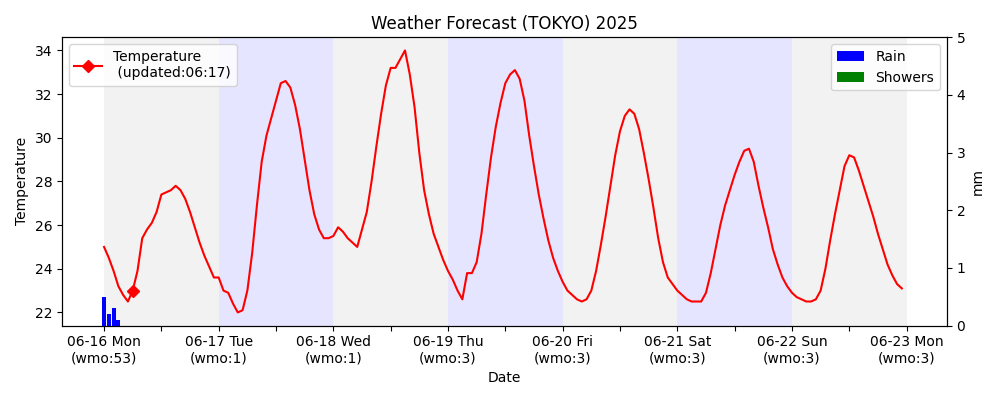 Weather Forecast (TOKYO) 2025
Temperature
(updated:06:17)
Rain
Showers
34
32
30
28
26
24
22
Temperature
5
4
3
2
1
0
mm
06-16 Mon
(wmo:53)
06-17 Tue
(wmo:1)
06-18 Wed
(wmo:1)
06-19 Thu
(wmo:3)
06-20 Fri
(wmo:3)
06-21 Sat
(wmo:3)
06-22 Sun
(wmo:3)
06-23 Mon
(wmo:3)
Date